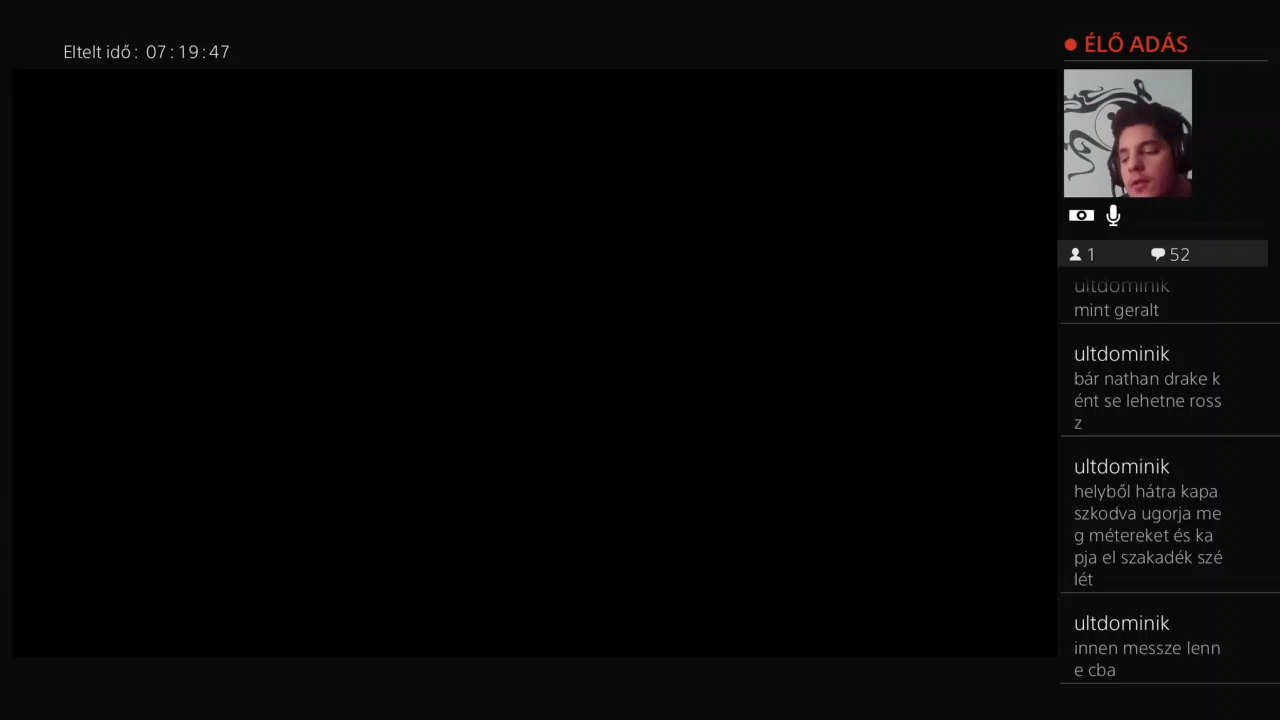 Eltelt idő: 07:19:47
ÉLŐ ADÁS
1
52
ultdominik
mint geralt
ultdominik
bár nathan drake k
ént se lehetne ross
z
ultdominik
helyből hátra kapa
szkodva ugorja me
g métereket és ka
pja el szakadék szé
lét
ultdominik
innen messze lenn
e cba